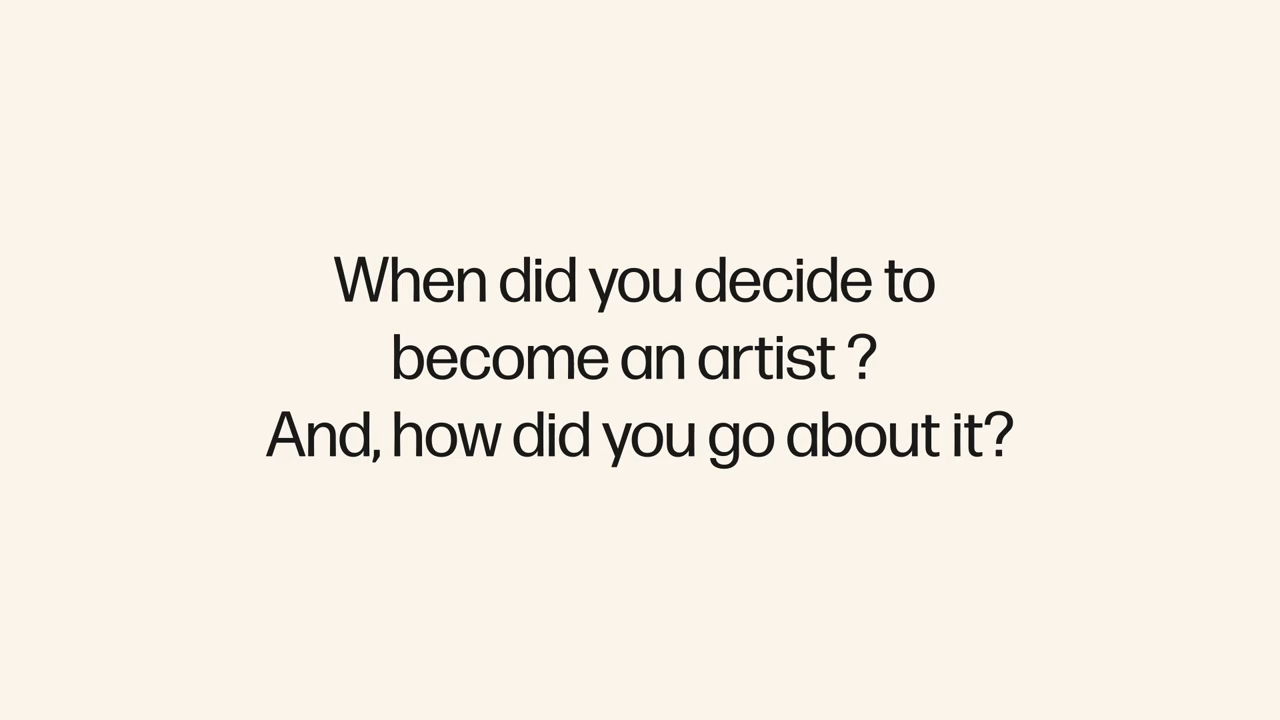 When did you decide to
become an artist ?
And, how did you go about it?